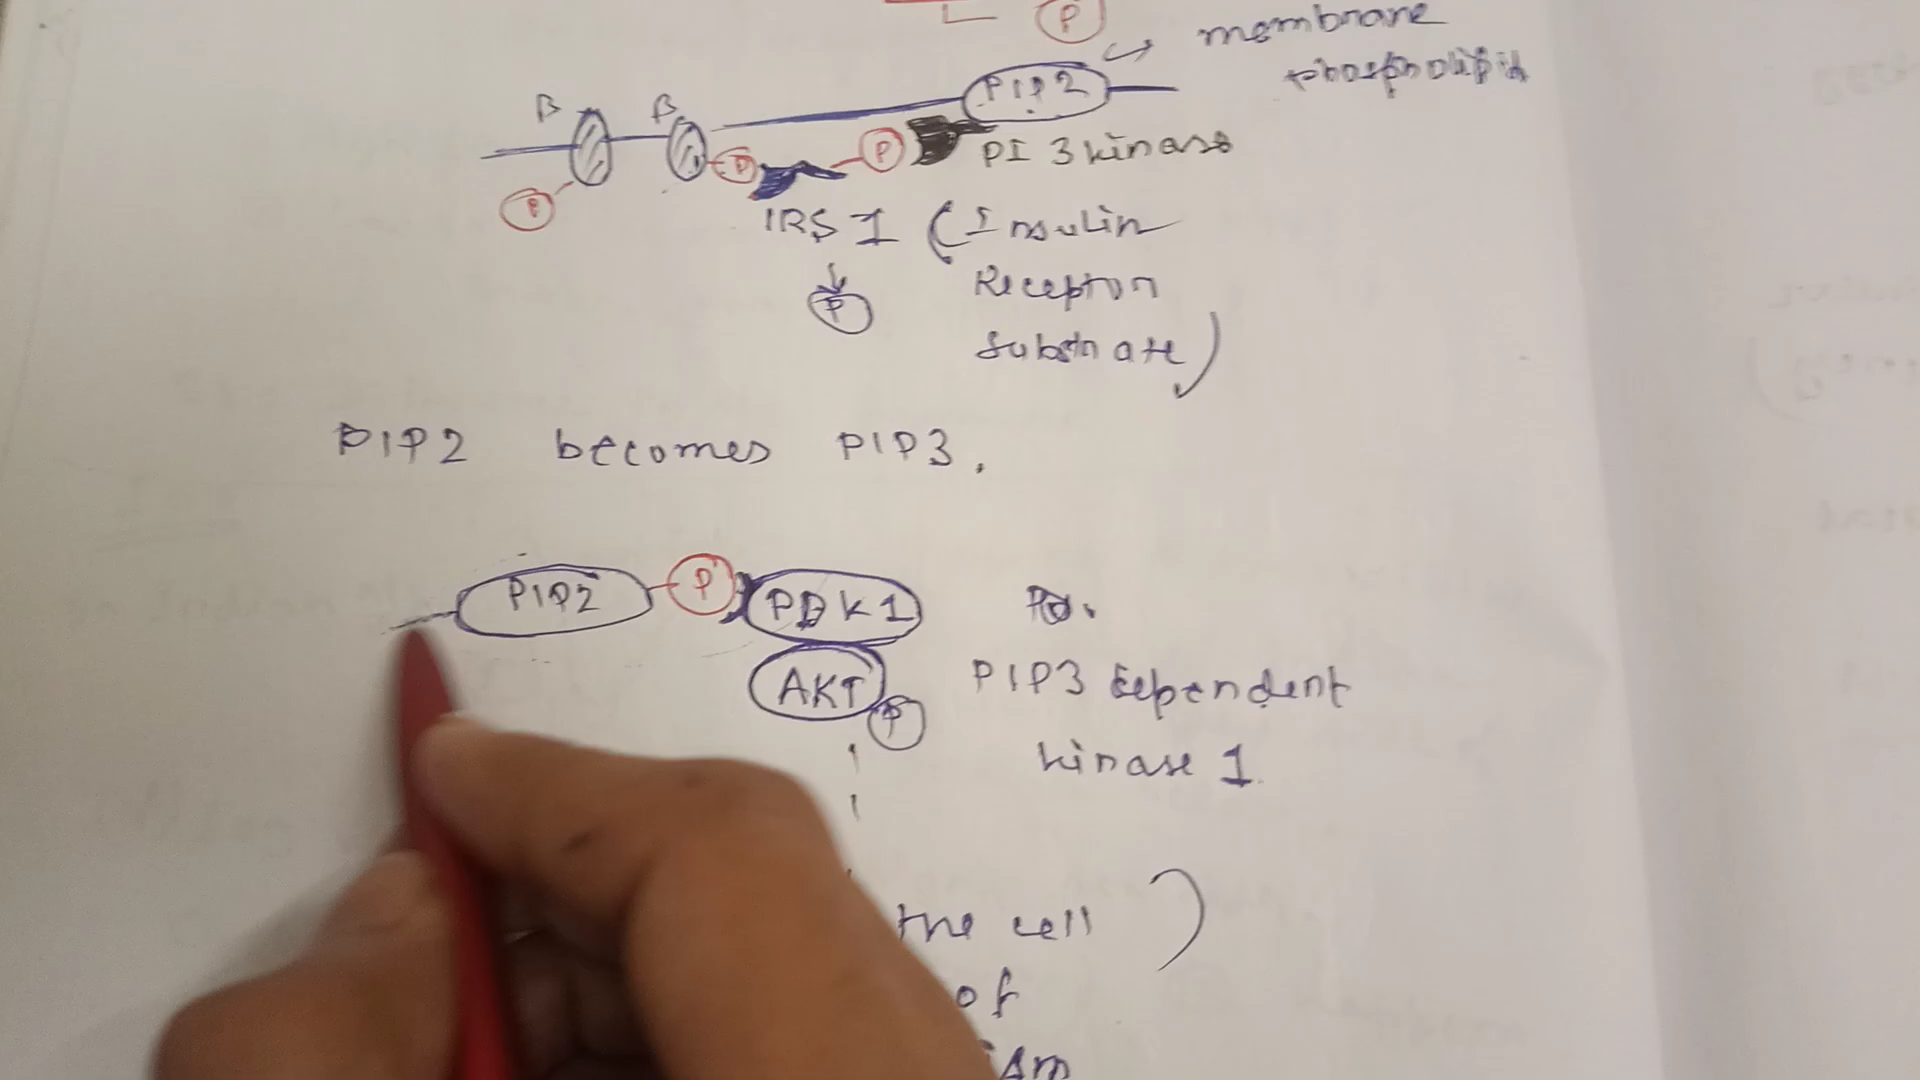 P
membrane
phospholipid
PIP2
B B
P P P PI 3 kinase
IRS 1 (Insulin
Receptor
P
Substrate)
PIP2 becomes PIP3.
PIP2 P PDK1
AKT P PIP3 dependent
kinase 1
the cell )
of